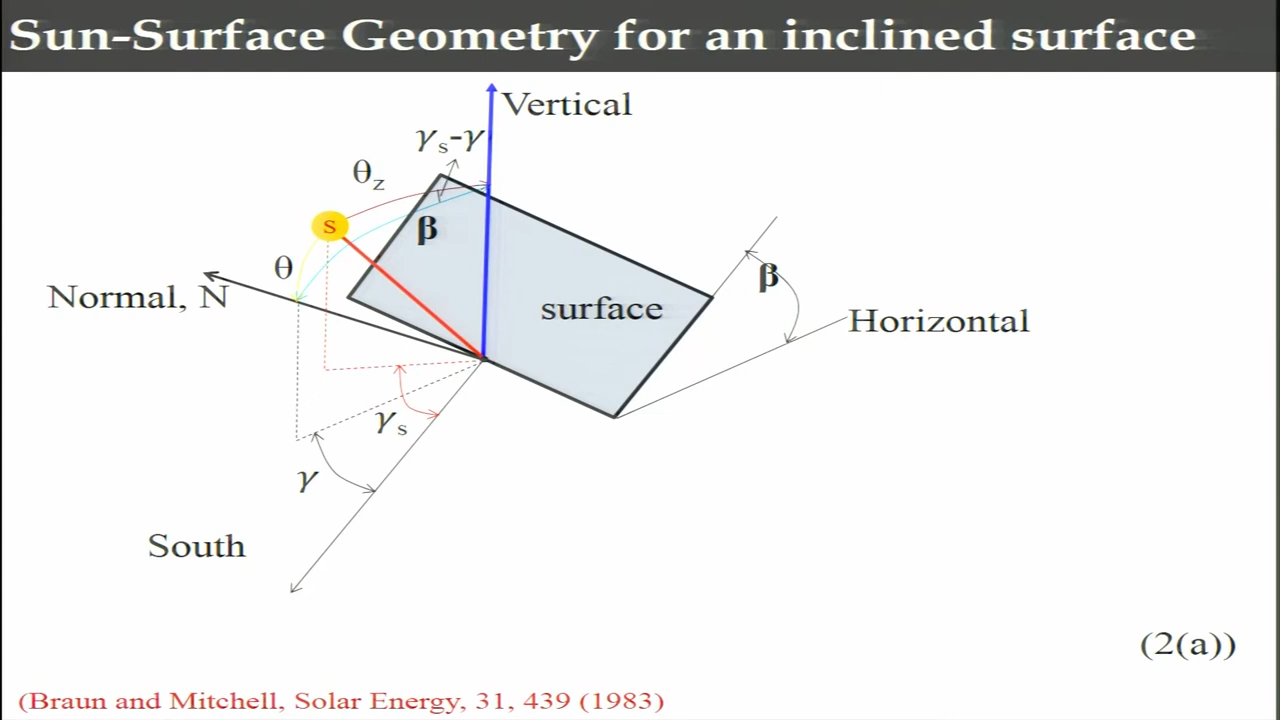 Sun-Surface Geometry for an inclined surface
Vertical
γs-γ
θz
S
β
θ
Normal, N
surface
β
Horizontal
γs
γ
South
(2(a))
(Braun and Mitchell, Solar Energy, 31, 439 (1983)